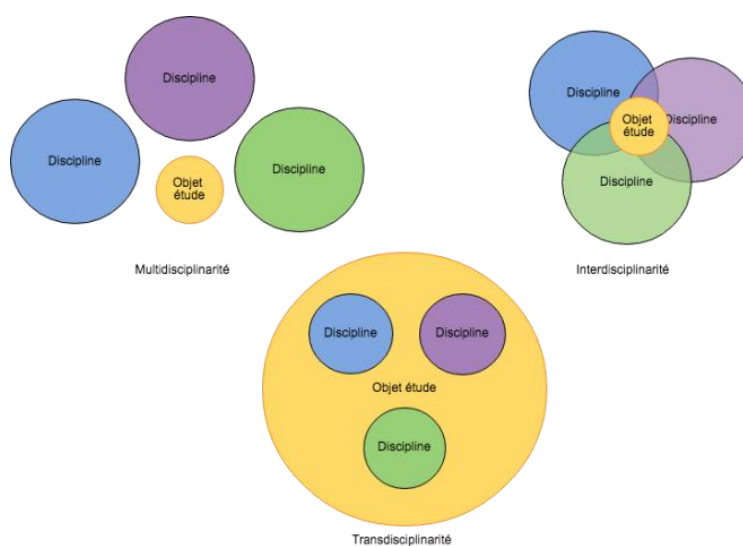 Discipline
Discipline
Discipline
Objet
étude
Multidisciplinarité
Discipline
Discipline
Objet
étude
Discipline
Interdisciplinarité
Discipline
Discipline
Objet étude
Discipline
Transdisciplinarité